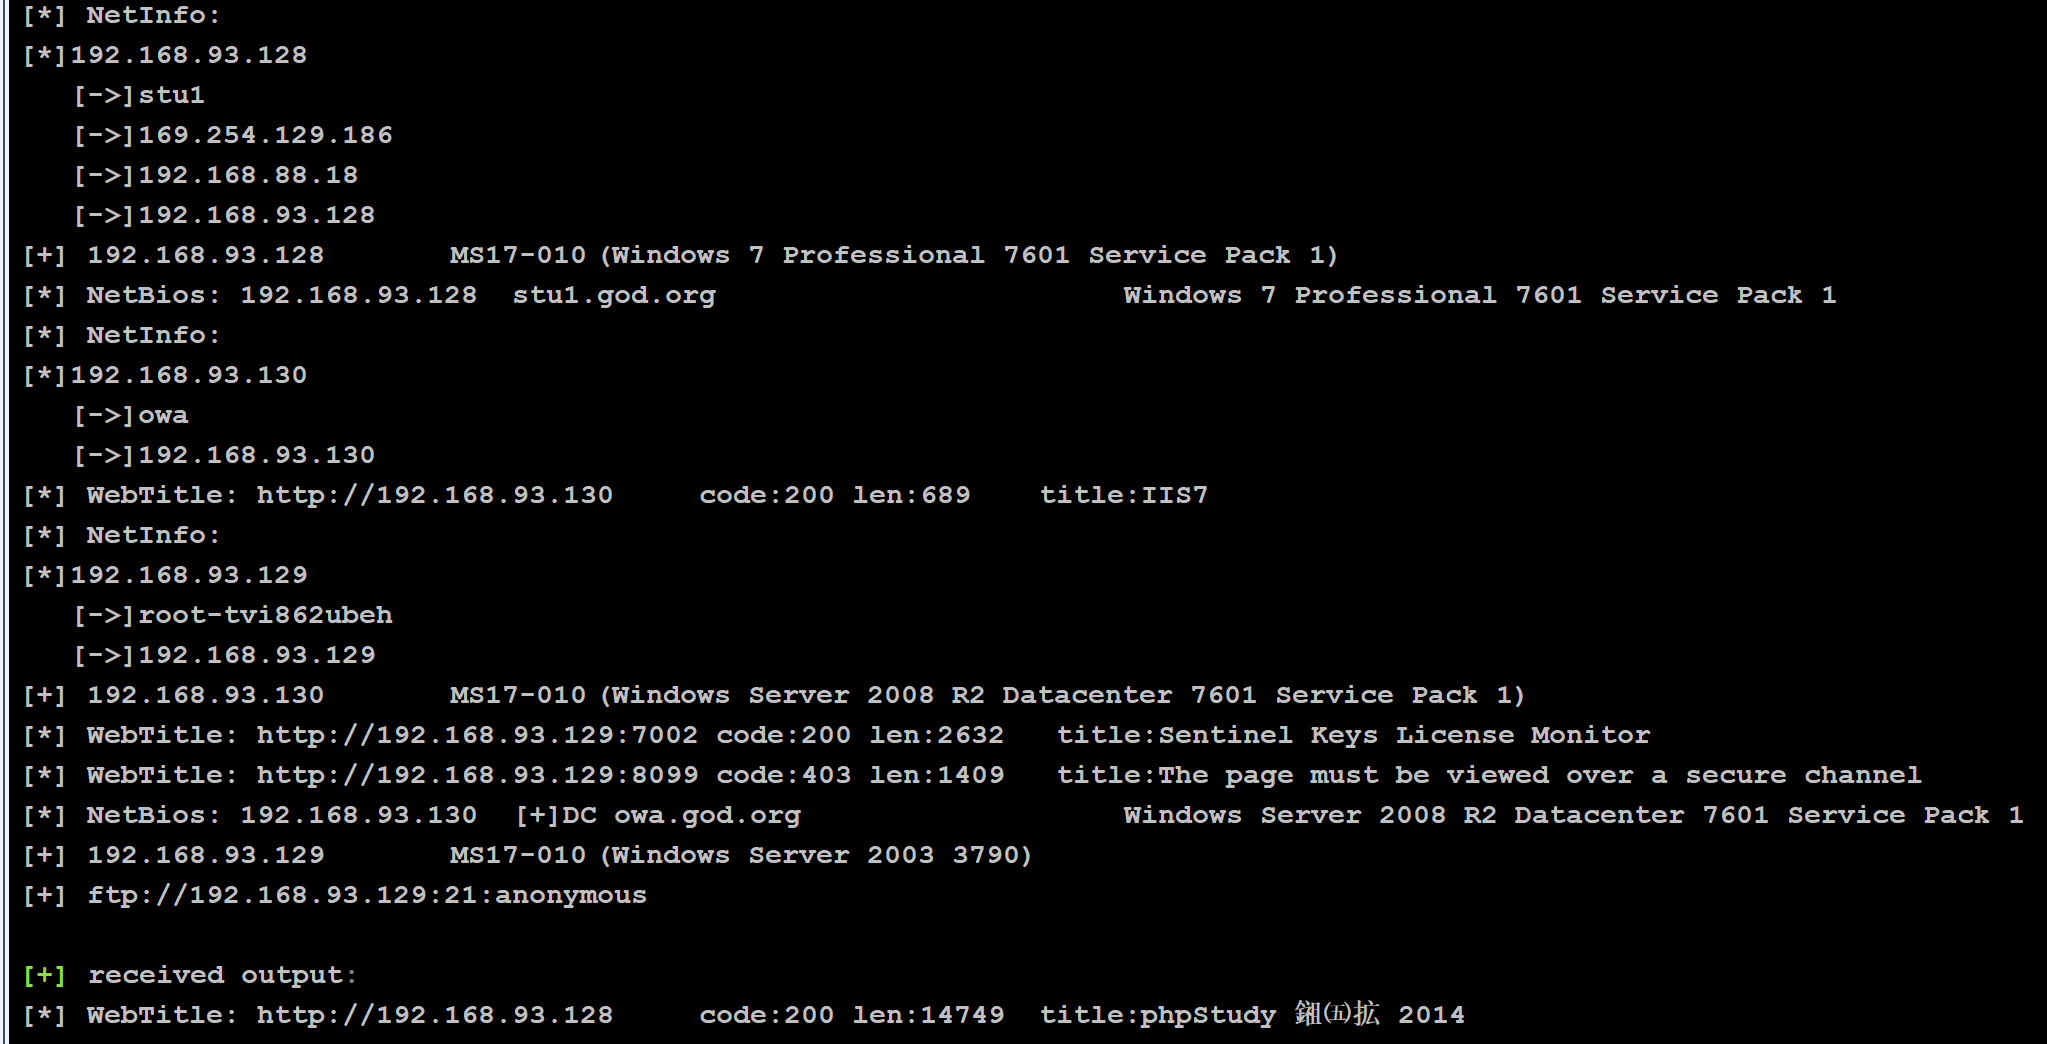 [*] NetInfo:
[*]192.168.93.128
[->]stu1
[->]169.254.129.186
[->]192.168.88.18
[->]192.168.93.128
[+] 192.168.93.128 MS17-010 (Windows 7 Professional 7601 Service Pack 1)
[*] NetBios: 192.168.93.128 stu1.god.org Windows 7 Professional 7601 Service Pack 1
[*] NetInfo:
[*]192.168.93.130
[->]owa
[->]192.168.93.130
[*] WebTitle: http://192.168.93.130 code:200 len:689 title:IIS7
[*] NetInfo:
[*]192.168.93.129
[->]root-tvi862ubeh
[->]192.168.93.129
[+] 192.168.93.130 MS17-010 (Windows Server 2008 R2 Datacenter 7601 Service Pack 1)
[*] WebTitle: http://192.168.93.129:7002 code:200 len:2632 title:Sentinel Keys License Monitor
[*] WebTitle: http://192.168.93.129:8099 code:403 len:1409 title:The page must be viewed over a secure channel
[*] NetBios: 192.168.93.130 [+]DC owa.god.org Windows Server 2008 R2 Datacenter 7601 Service Pack 1
[+] 192.168.93.129 MS17-010 (Windows Server 2003 3790)
[+] ftp://192.168.93.129:21:anonymous
[+] received output:
[*] WebTitle: http://192.168.93.128 code:200 len:14749 title:phpStudy 鎺㈤拡 2014